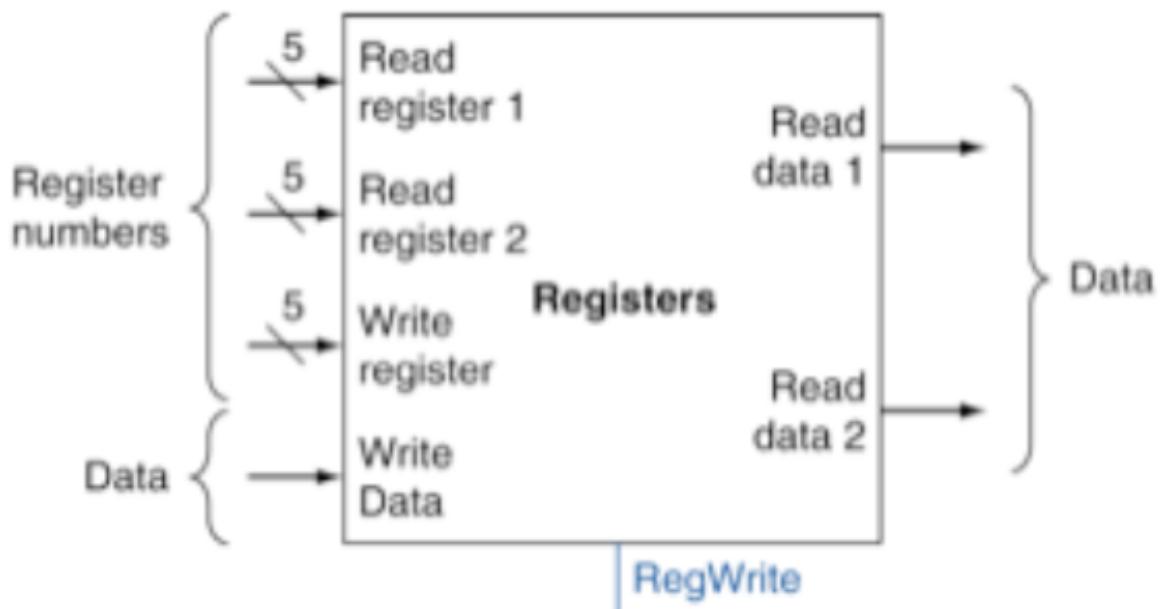 Register
numbers
Data
5
Read
register 1
5
Read
register 2
5
Write
register
Write
Data
Registers
Read
data 1
Read
data 2
Data
RegWrite